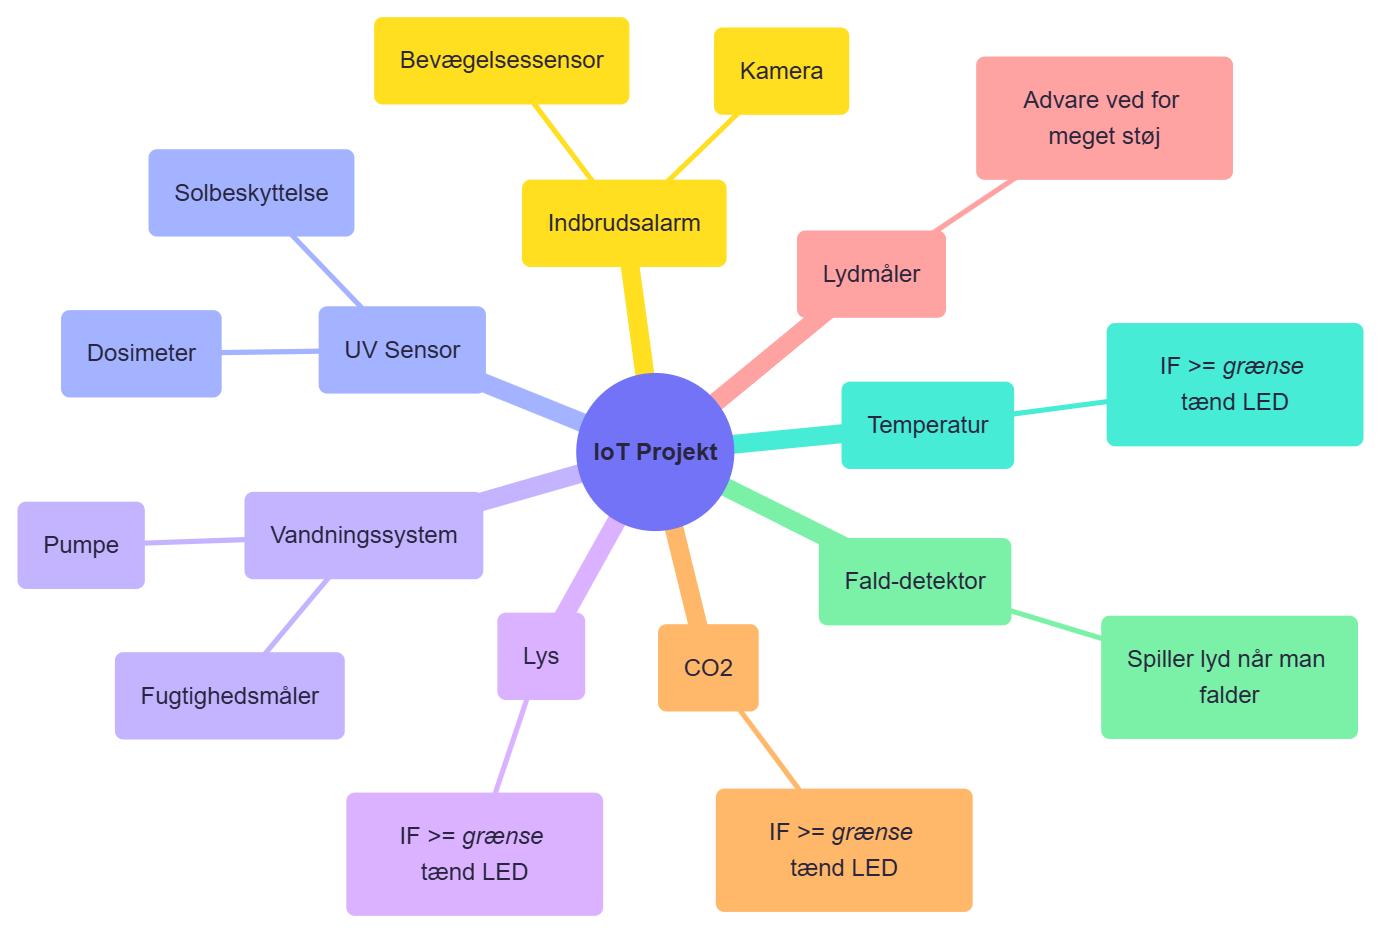 Bevægelsessensor
Kamera
Advare ved for
meget støj
Solbeskyttelse
Indbrudsalarm
Lydmåler
Dosimeter
UV Sensor
IF >= grænse
tænd LED
Temperatur
IoT Projekt
Pumpe
Vandningssystem
Fald-detektor
Spiller lyd når man
falder
Lys
CO2
Fugtighedsmåler
IF >= grænse
tænd LED
IF >= grænse
tænd LED